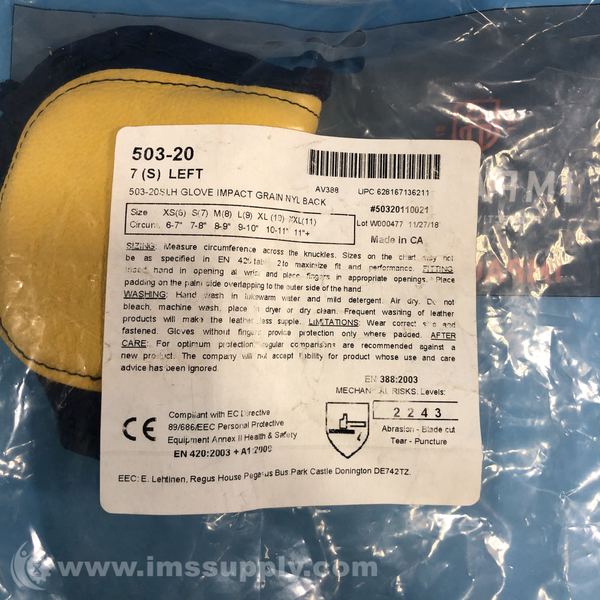 503-20
7 (S) LEFT
503-20SLH GLOVE IMPACT GRAIN NYL BACK
AV388 UPC 628167136211
#50320110021
Size XS(6) S(7) M(8) L(9) XL (10) XXL(11)
Circum. 6-7" 7-8" 8-9" 9-10" 10-11" 11"+
Lot W000477 11/27/18
Made in CA
SIZING: Measure circumference across the knuckles. Sizes on the chart may not
be as specified in EN 420 table 2 to maximize fit and performance. FITTING
hand in opening at wrist and place fingers in appropriate openings. Place
padding on the palm side overlapping to the outer side of the hand.
WASHING: Hand wash in lukewarm water and mild detergent. Air dry. Do not
bleach, machine wash, place in dryer or dry clean. Frequent washing of leather
products will make the leather less supple. LIMITATIONS: Wear correct size and
fastened. Gloves without fingers provide protection only where padded. AFTER
CARE: For optimum protection, regular comparisons are recommended against a
new product. The company will not accept liability for product whose use and care
advice has been ignored.
EN 388:2003
MECHANICAL RISKS. Levels:
2 2 4 3
Abrasion - Blade cut
Tear - Puncture
CE
Compliant with EC Directive
89/686/EEC Personal Protective
Equipment Annex II Health & Safety
EN 420:2003 + A1:2009
EEC: E. Lehtinen, Regus House Pegasus Bus.Park Castle Donington DE742TZ.
www.imssupply.com